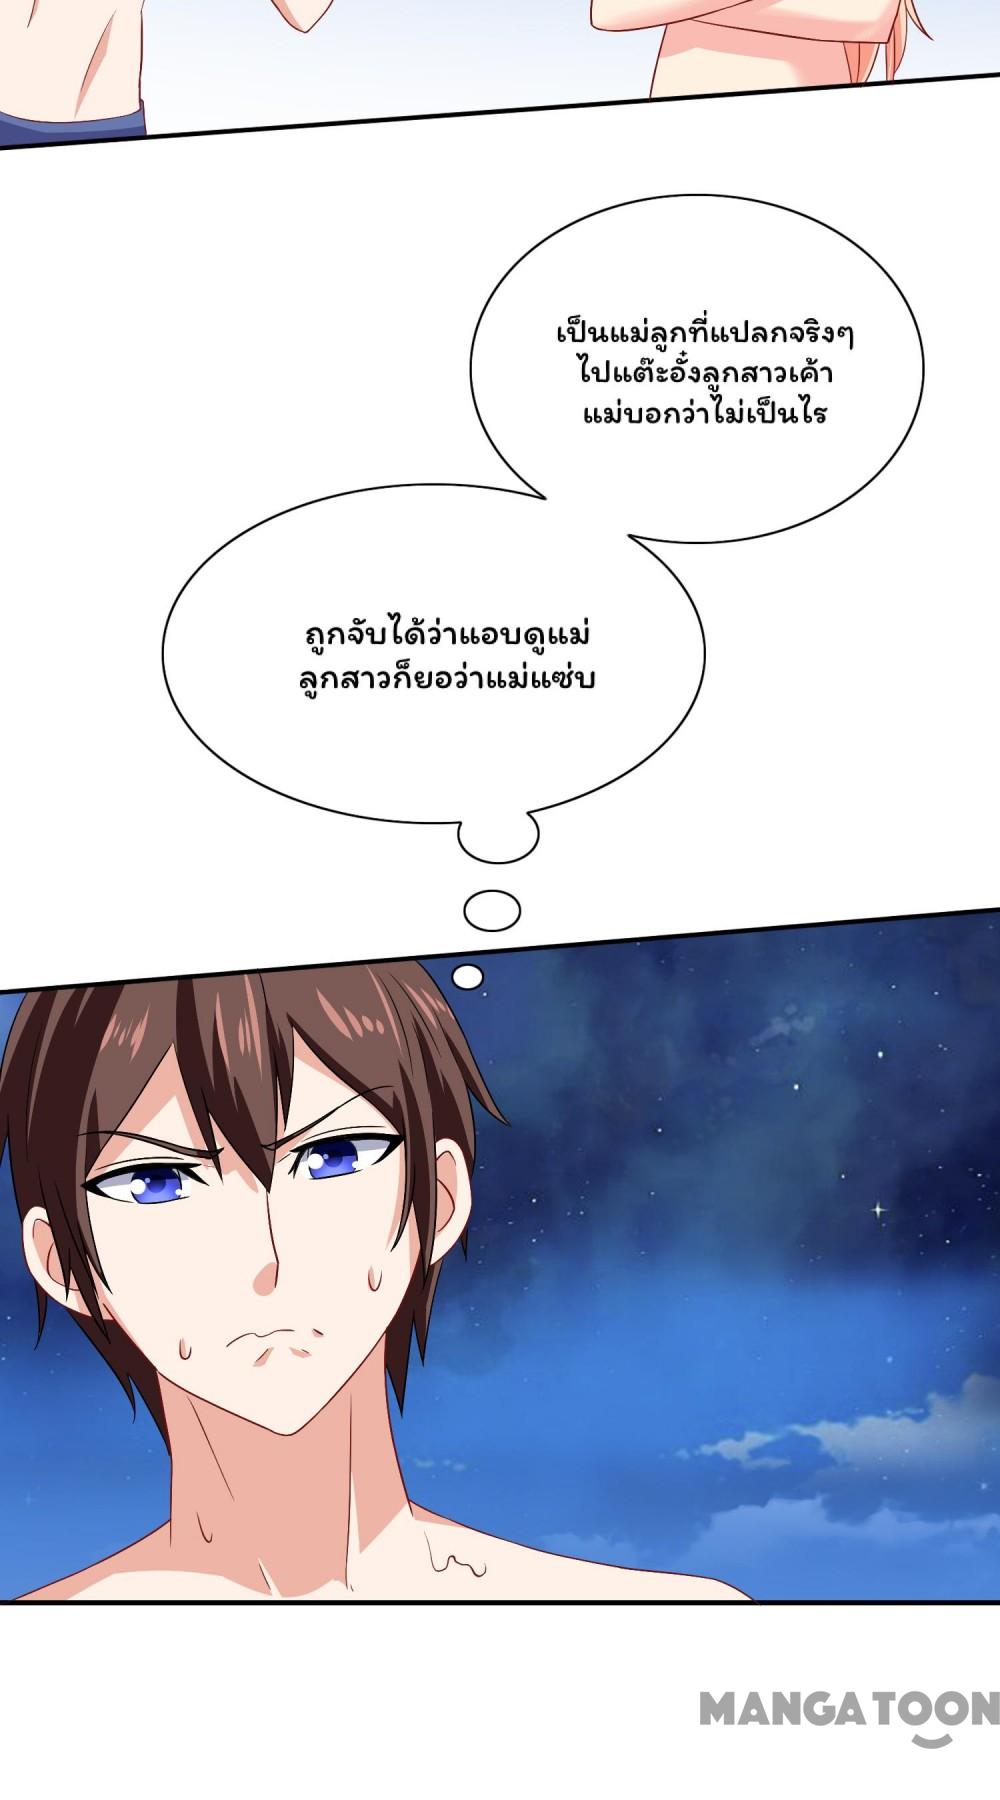 เป็นแม่ลูกที่แปลกจริงๆ
ไปแต๊ะอั๋งลูกสาวเค้า
แม่บอกว่าไม่เป็นไร
ถูกจับได้ว่าแอบดูแม่
ลูกสาวก็ยอว่าแม่แซ่บ
MANGATOON